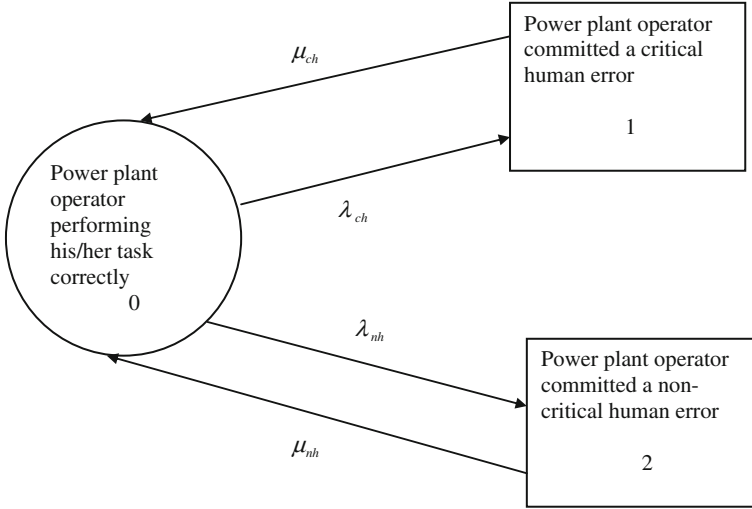 Power plant operator
committed a critical
human error
1
μch
Power plant
operator
performing
his/her task
correctly
0
λch
λnh
Power plant operator
committed a non-
critical human error
2
μnh